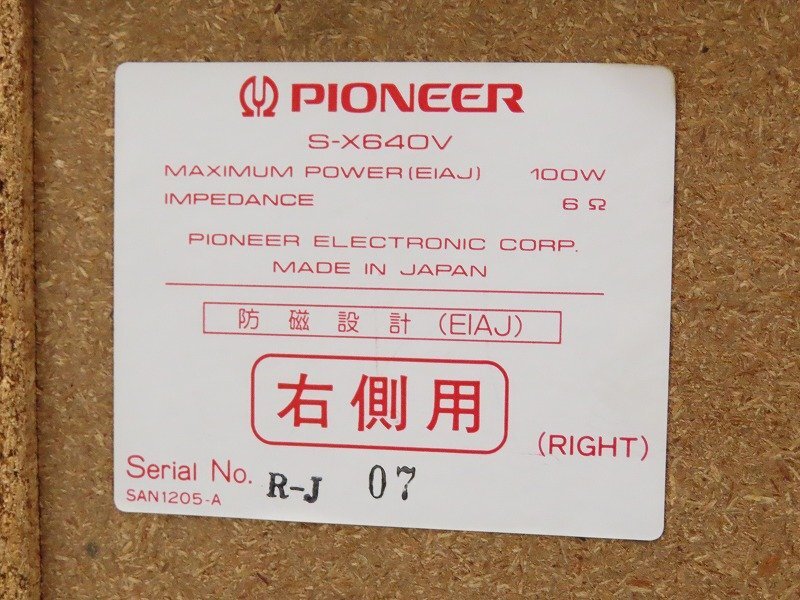 PIONEER
S-X640V
MAXIMUM POWER(EIAJ) 100W
IMPEDANCE 6 Ω
PIONEER ELECTRONIC CORP.
MADE IN JAPAN
防磁設計(EIAJ)
右側用
(RIGHT)
Serial No. R-J 07
SAN1205-A